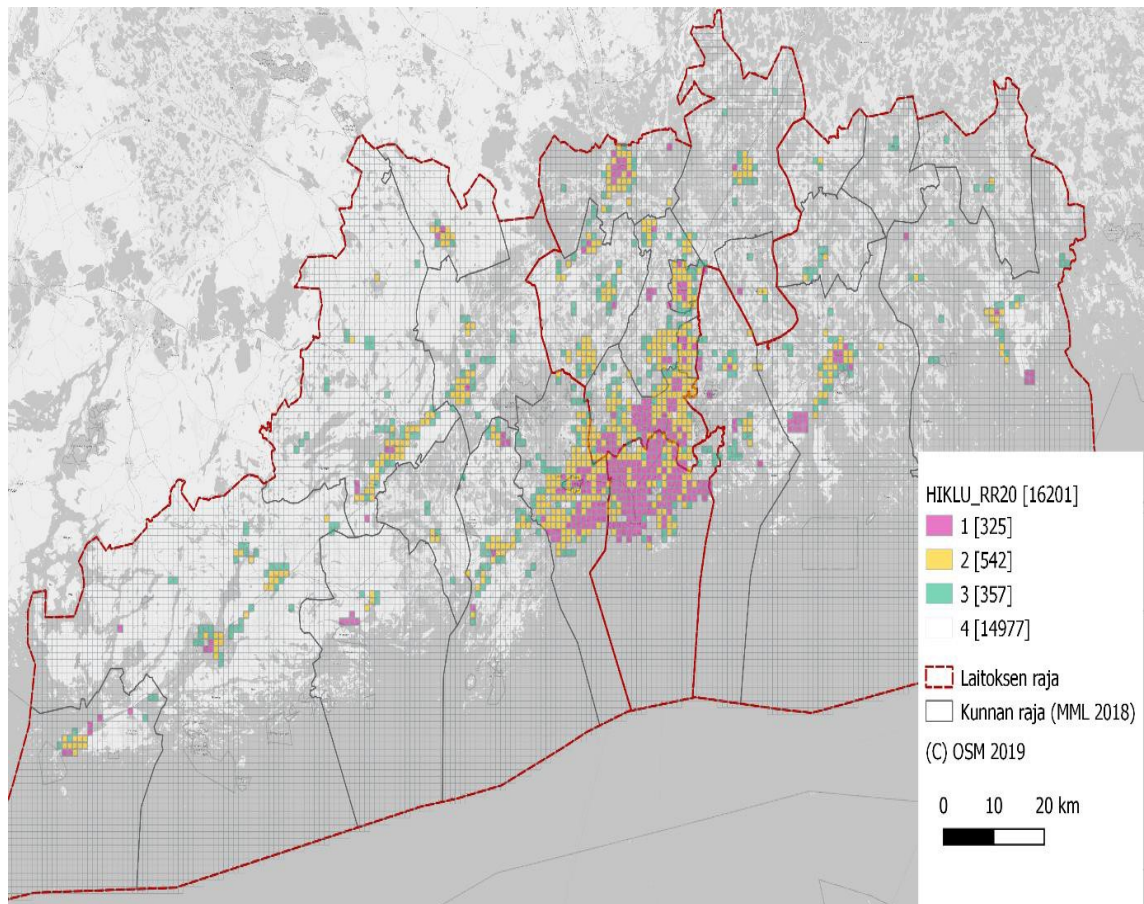 HIKLU_RR20 [16201]
1 [325]
2 [542]
3 [357]
4 [14977]
Laitoksen raja
Kunnan raja (MML 2018)
(C) OSM 2019
0 10 20 km